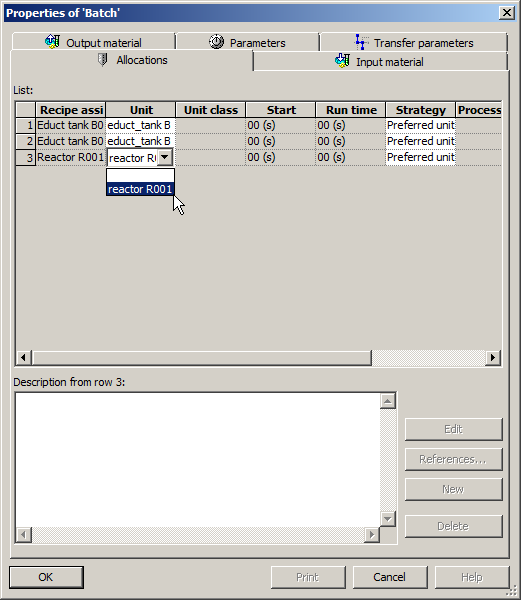 Properties of 'Batch'
Output material Parameters Transfer parameters
Allocations Input material
List:
Recipe assi Unit Unit class Start Run time Strategy Process
1 Educt tank B0 educt_tank B 00 (s) 00 (s) Preferred unit
2 Educt tank B0 educt_tank B 00 (s) 00 (s) Preferred unit
3 Reactor R001 reactor R( 00 (s) 00 (s) Preferred unit
reactor R001
Description from row 3:
Edit
References...
New
Delete
OK Print Cancel Help